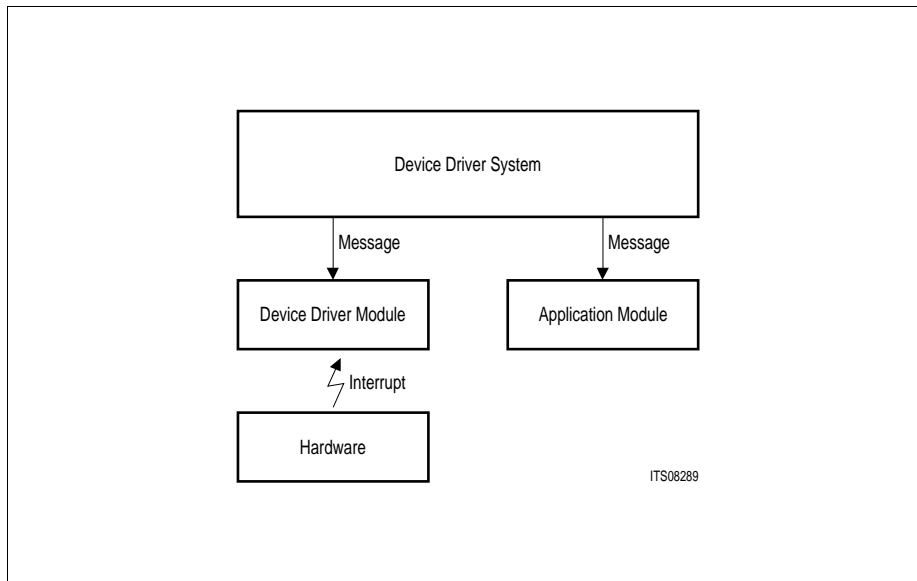 Device Driver System
Message
Message
Device Driver Module
Application Module
Interrupt
Hardware
ITS08289